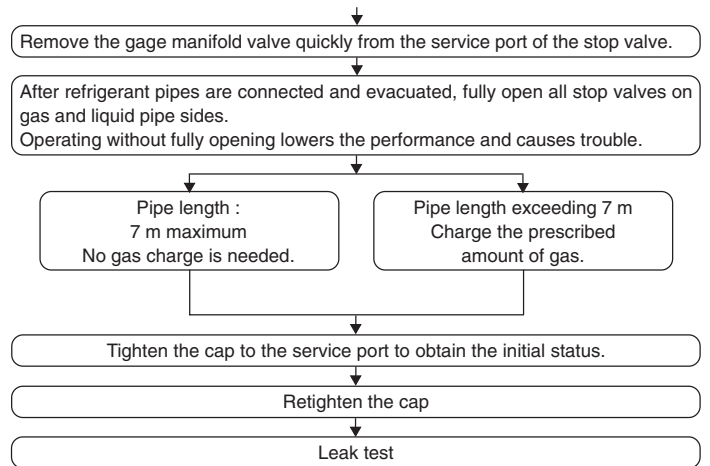 Remove the gage manifold valve quickly from the service port of the stop valve.
After refrigerant pipes are connected and evacuated, fully open all stop valves on
gas and liquid pipe sides.
Operating without fully opening lowers the performance and causes trouble.
Pipe length :
7 m maximum
No gas charge is needed.
Pipe length exceeding 7 m
Charge the prescribed
amount of gas.
Tighten the cap to the service port to obtain the initial status.
Retighten the cap
Leak test